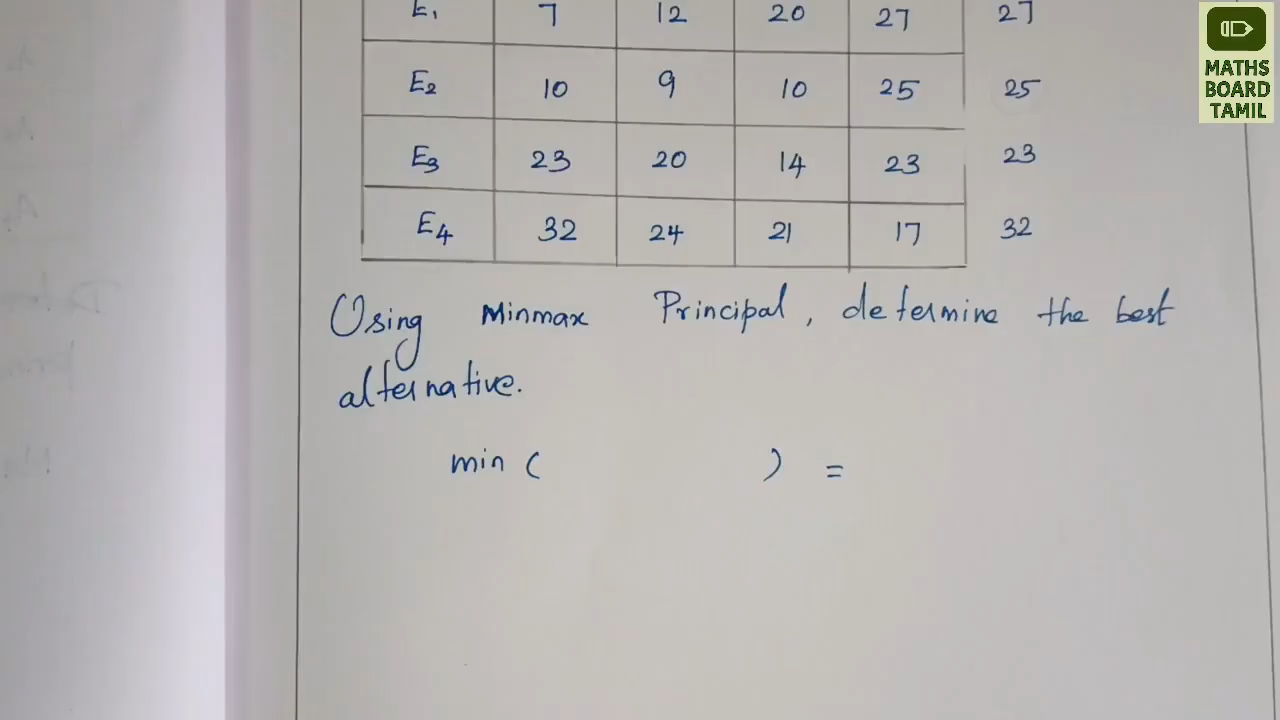 E1 7 12 20 27 27
E2 10 9 10 25 25
E3 23 20 14 23 23
E4 32 24 21 17 32
Using Minmax Principal, determine the best
alternative.
min ( ) =
MATHS
BOARD
TAMIL